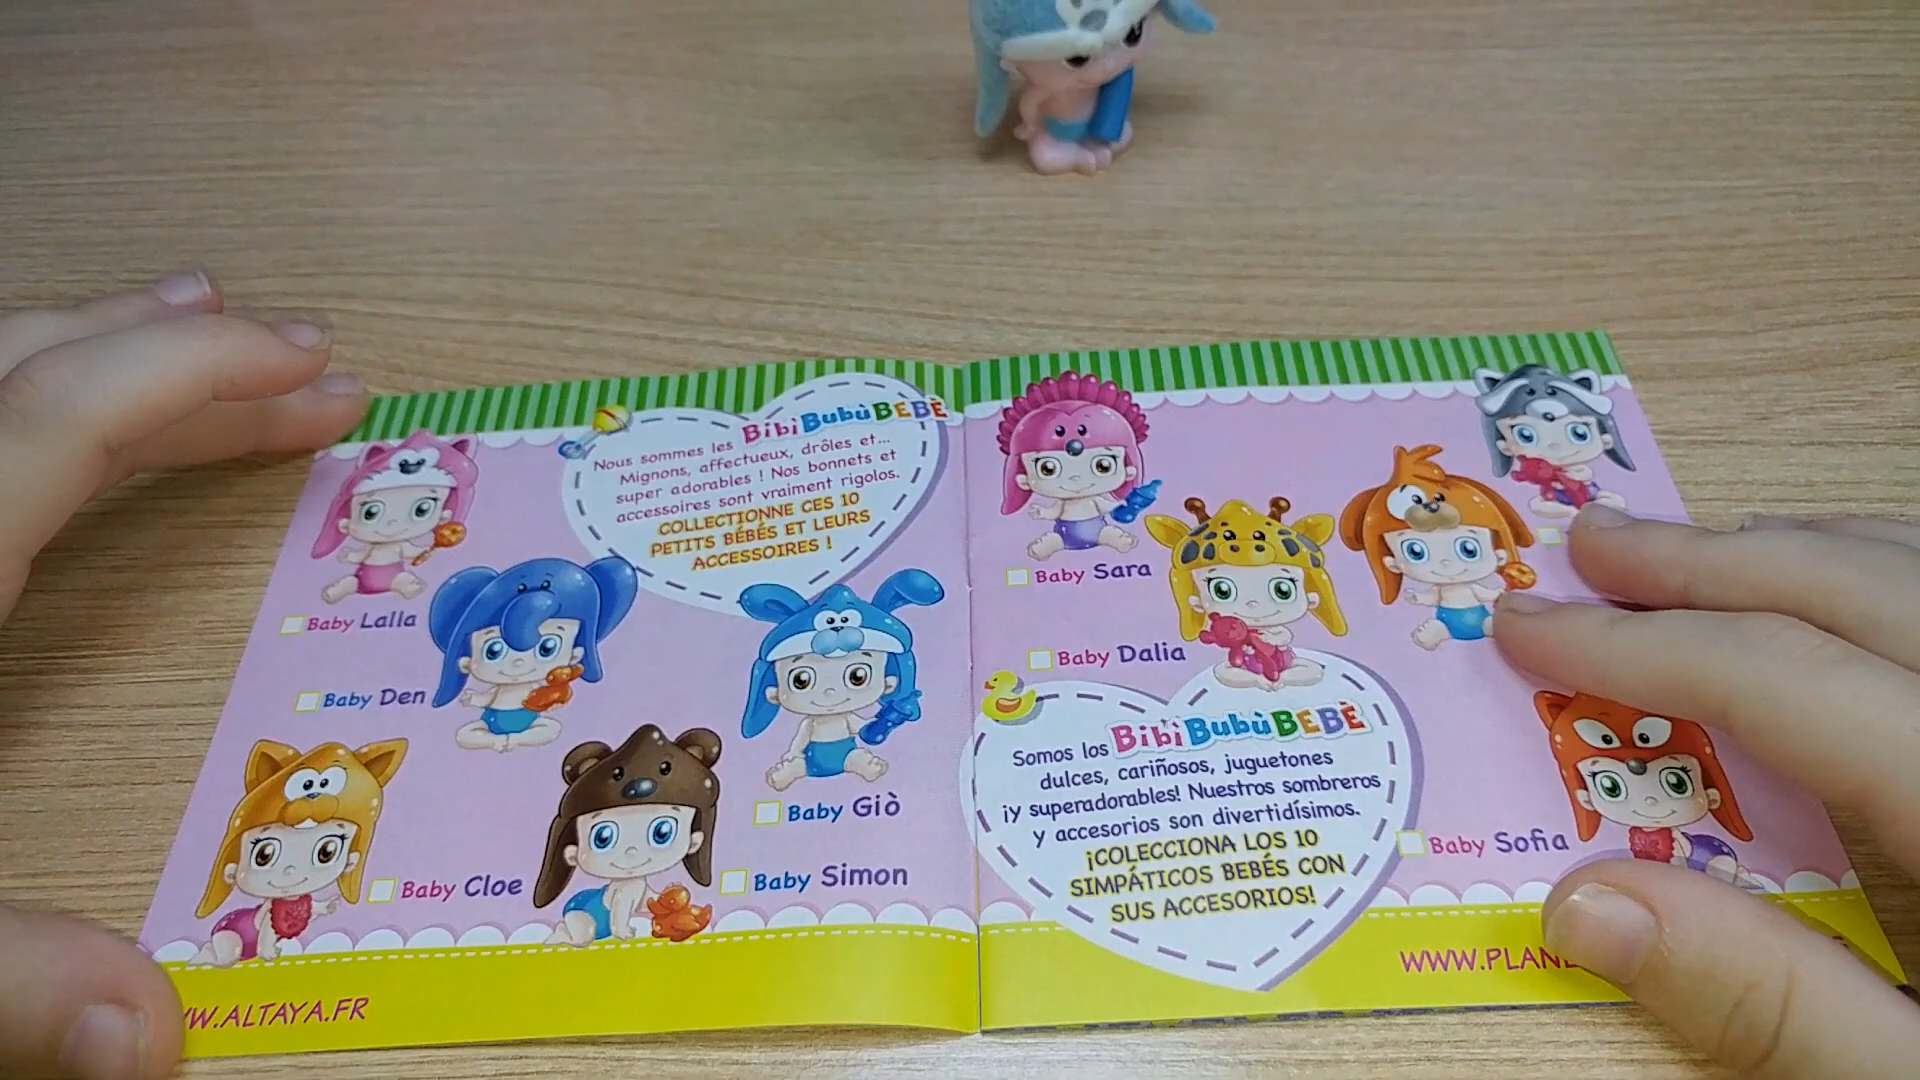 BibiBubùBEBÈ
Nous sommes les
Mignons, affectueux, drôles et...
super adorables ! Nos bonnets et
accessoires sont vraiment rigolos.
COLLECTIONNE CES 10
PETITS BÉBÉS ET LEURS
ACCESSOIRES !
Baby Lalla
Baby Den
Baby Giò
Baby Cloe
Baby Simon
W.ALTAYA.FR
Baby Sara
Baby Dalia
Somos los BibiBubùBEBÈ
dulces, cariñosos, juguetones
¡y superadorables! Nuestros sombreros
y accesorios son divertidísimos.
¡COLECCIONA LOS 10
SIMPÁTICOS BEBÉS CON
SUS ACCESORIOS!
Baby Sofia
WWW.PLANE